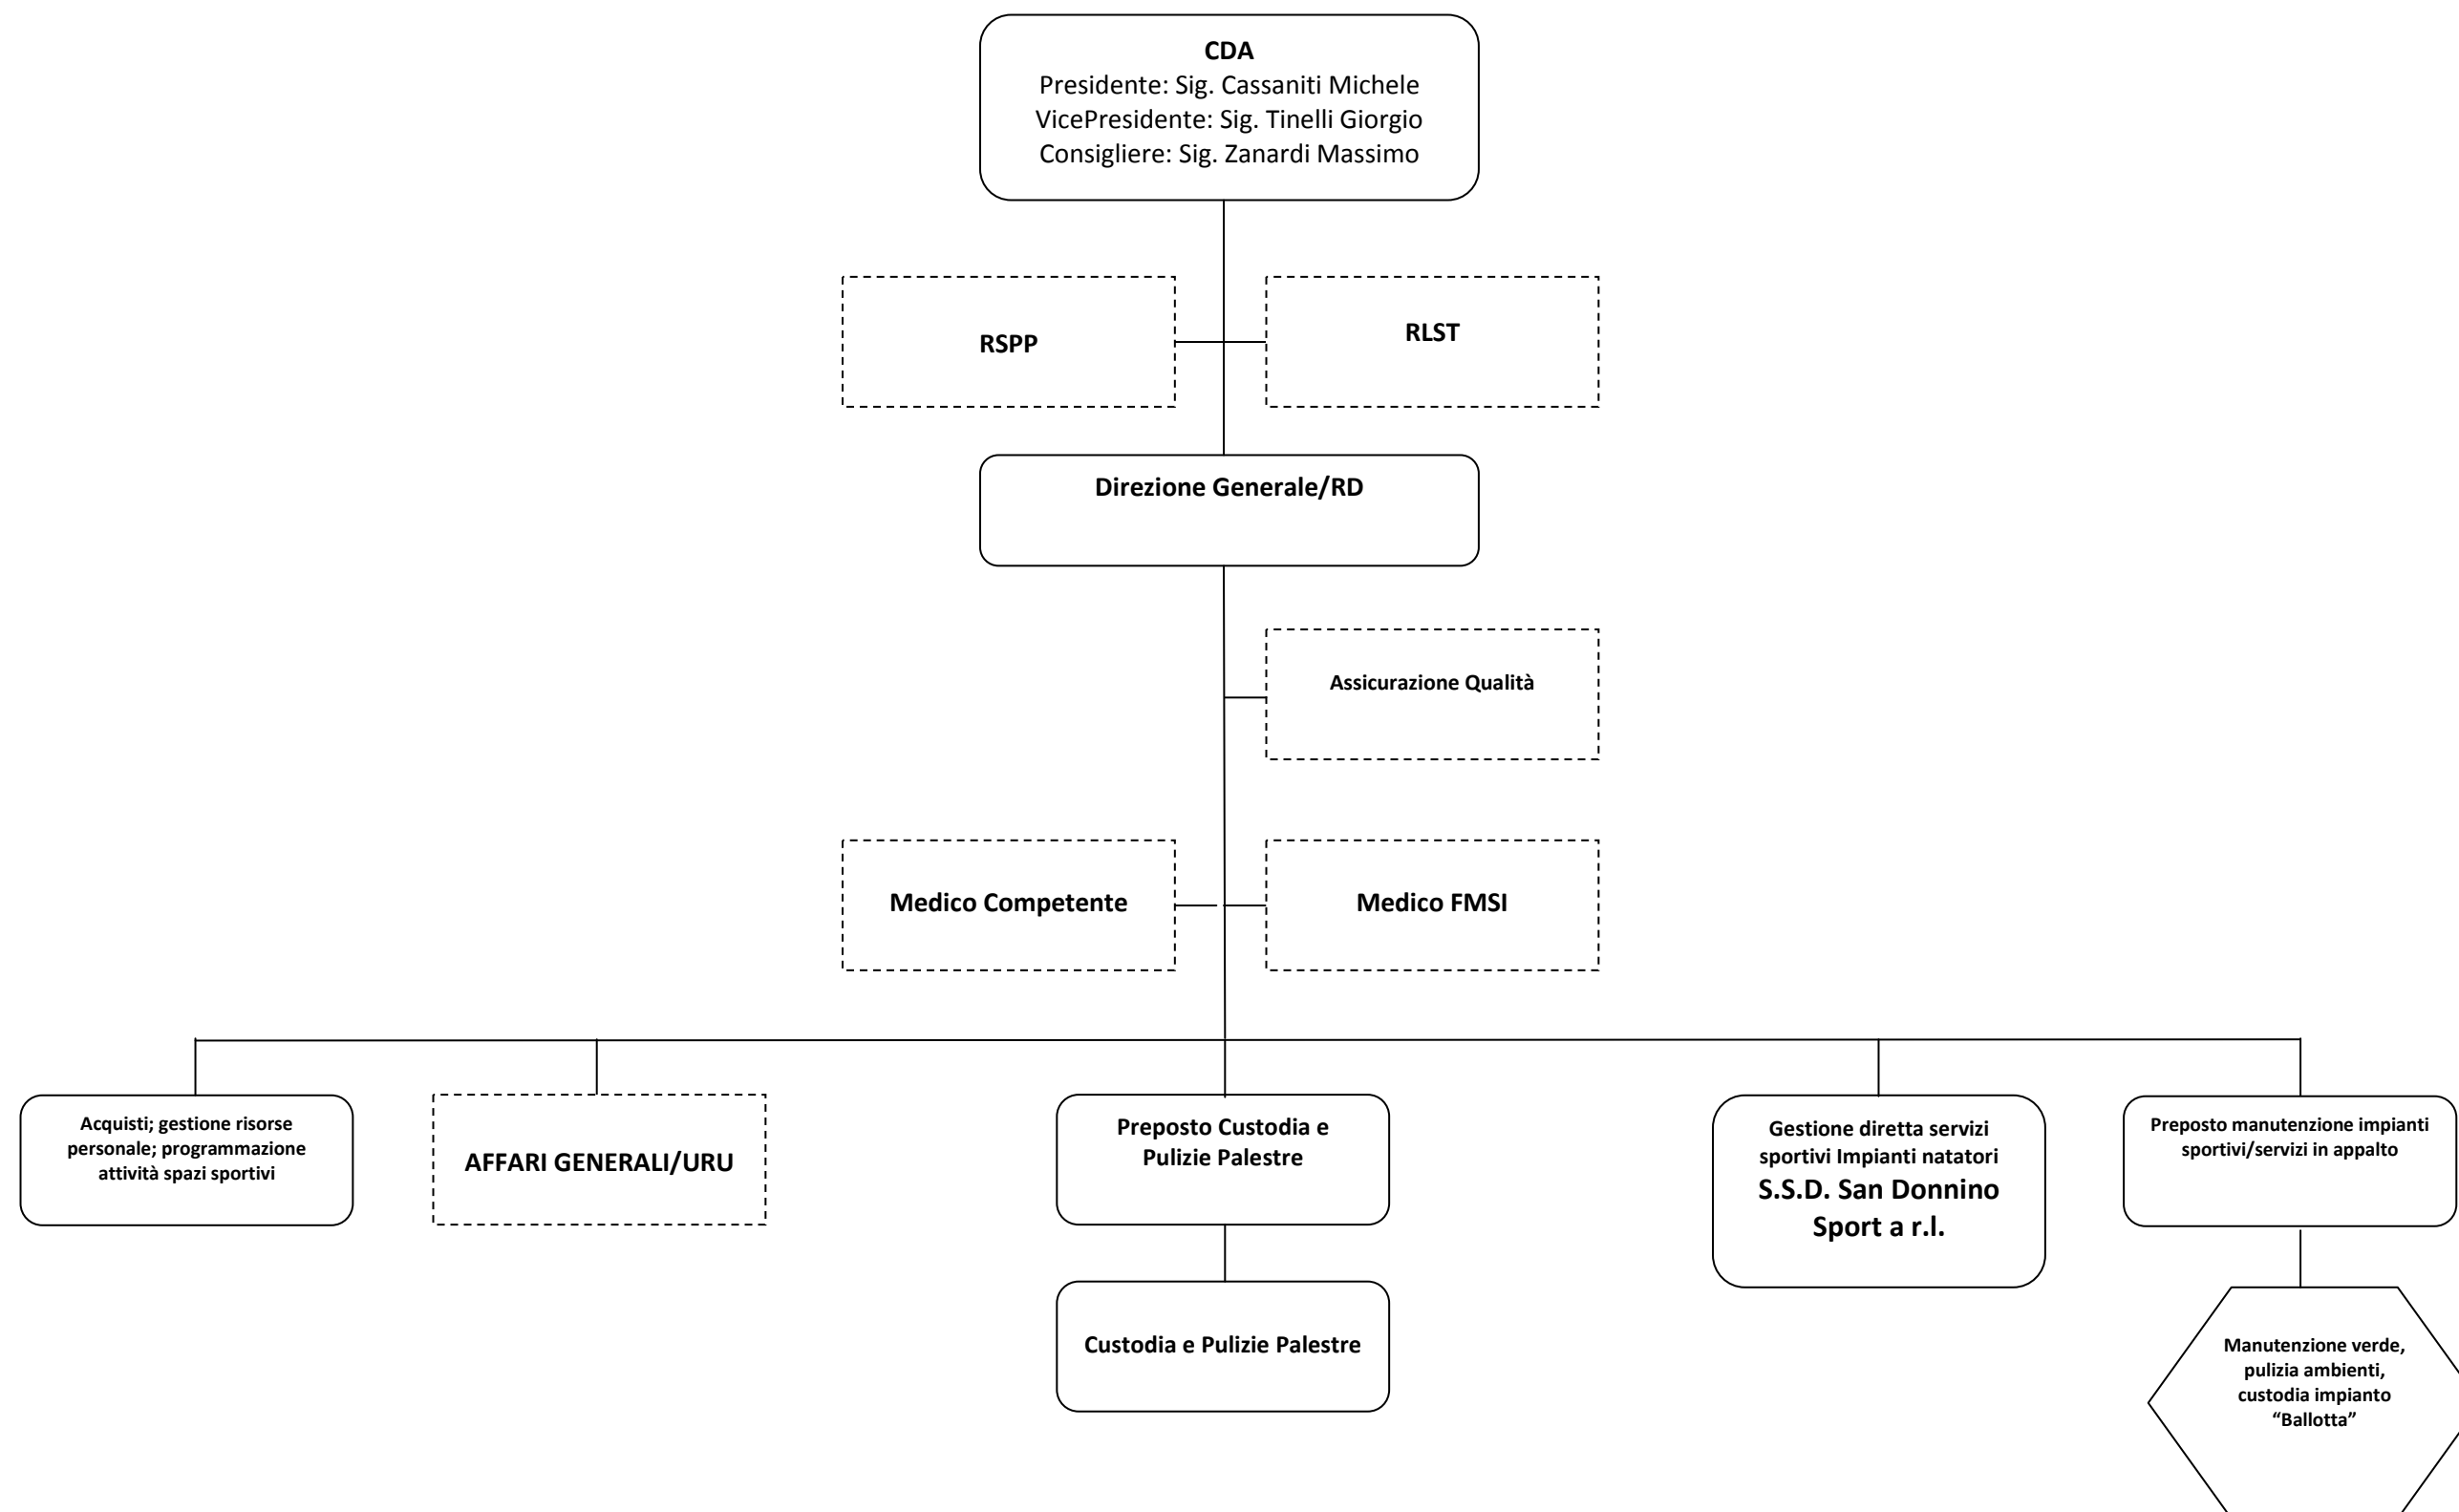 CDA
Presidente: Sig. Cassaniti Michele
VicePresidente: Sig. Tinelli Giorgio
Consigliere: Sig. Zanardi Massimo
RSPP
RLST
Direzione Generale/RD
Assicurazione Qualità
Medico Competente
Medico FMSI
Acquisti; gestione risorse
personale; programmazione
attività spazi sportivi
AFFARI GENERALI/URU
Preposto Custodia e
Pulizie Palestre
Gestione diretta servizi
sportivi Impianti natatori
S.S.D. San Donnino
Sport a r.l.
Preposto manutenzione impianti
sportivi/servizi in appalto
Custodia e Pulizie Palestre
Manutenzione verde,
pulizia ambienti,
custodia impianto
“Ballotta”